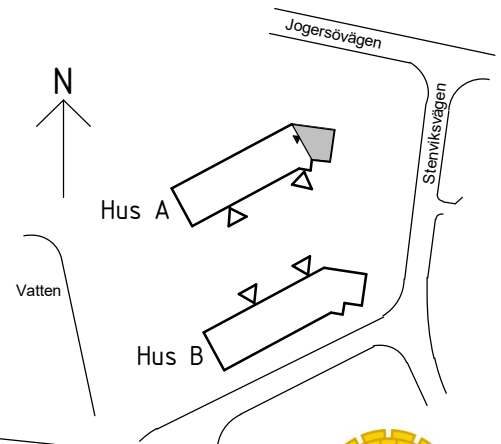 Jogersövägen
N
Stenviksvägen
Hus A
Vatten
Hus B